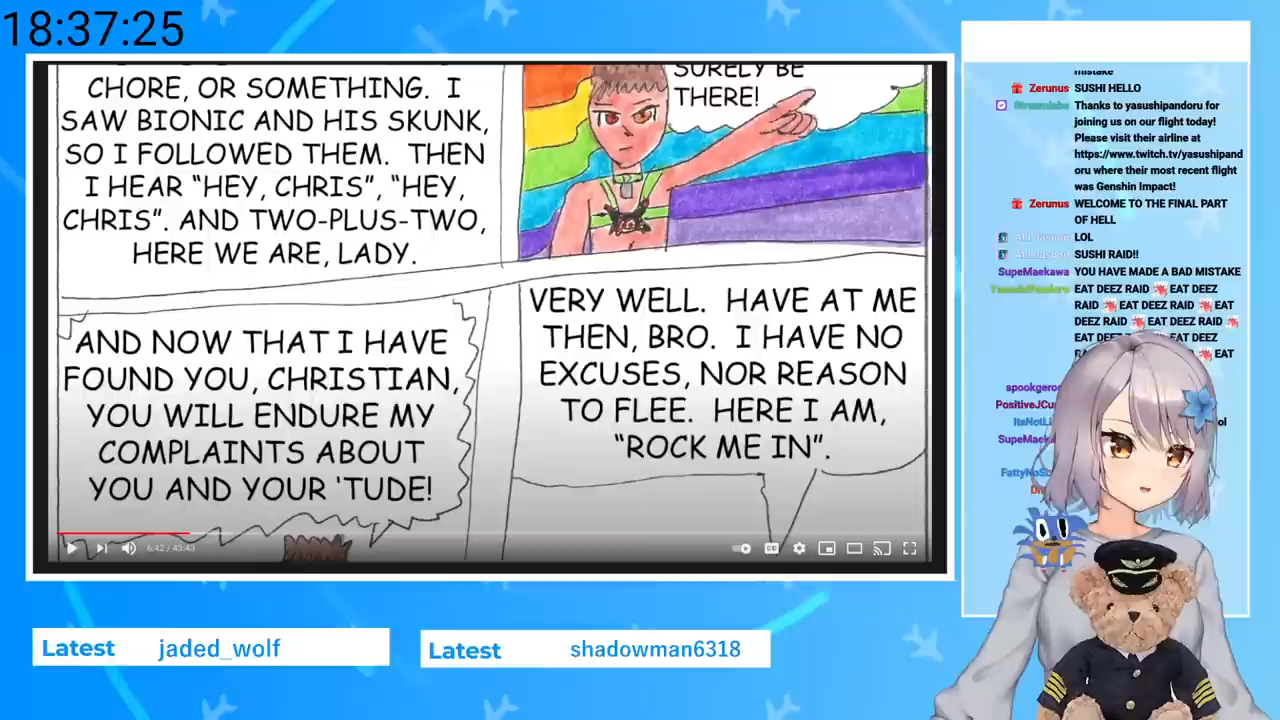 18:37:25
CHORE, OR SOMETHING. I
SAW BIONIC AND HIS SKUNK,
SO I FOLLOWED THEM. THEN
I HEAR “HEY, CHRIS”, “HEY,
CHRIS”. AND TWO-PLUS-TWO,
HERE WE ARE, LADY.
SURELY BE
THERE!
AND NOW THAT I HAVE
FOUND YOU, CHRISTIAN,
YOU WILL ENDURE MY
COMPLAINTS ABOUT
YOU AND YOUR ‘TUDE!
VERY WELL. HAVE AT ME
THEN, BRO. I HAVE NO
EXCUSES, NOR REASON
TO FLEE. HERE I AM,
“ROCK ME IN”.
6:42 / 43:43
Latest jaded_wolf
Latest shadowman6318
mistake
Zerunus SUSHI HELLO
Thanks to yasushipandoru for
joining us on our flight today!
Please visit their airline at
https://www.twitch.tv/yasushipand
oru where their most recent flight
was Genshin Impact!
Zerunus WELCOME TO THE FINAL PART
OF HELL
LOL
SUSHI RAID!!
SupeMaekawa YOU HAVE MADE A BAD MISTAKE
EAT DEEZ RAID EAT DEEZ
RAID EAT DEEZ RAID EAT
DEEZ RAID EAT DEEZ RAID
EAT